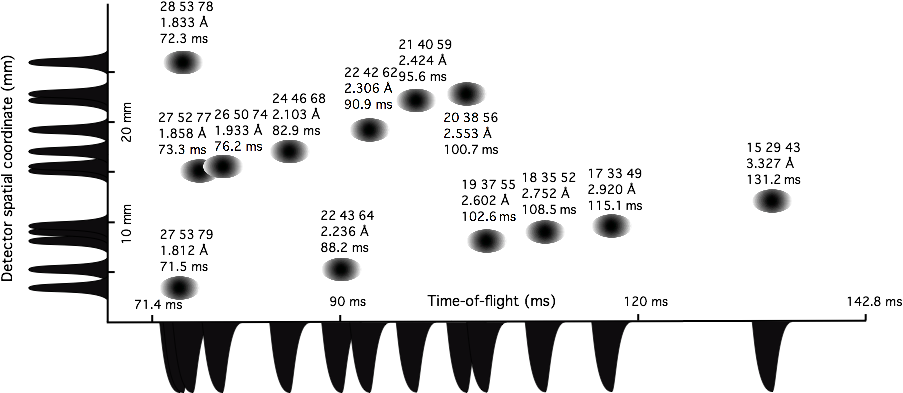 28 53 78
1.833 Å
72.3 ms
21 40 59
2.424 Å
95.6 ms
22 42 62
2.306 Å
90.9 ms
24 46 68
2.103 Å
82.9 ms
27 52 77
1.858 Å
73.3 ms
26 50 74
1.933 Å
76.2 ms
20 38 56
2.553 Å
100.7 ms
15 29 43
3.327 Å
131.2 ms
17 33 49
2.920 Å
115.1 ms
18 35 52
2.752 Å
108.5 ms
19 37 55
2.602 Å
102.6 ms
22 43 64
2.236 Å
88.2 ms
27 53 79
1.812 Å
71.5 ms
Detector spatial coordinate (mm)
20 mm
10 mm
71.4 ms
90 ms
Time-of-flight (ms)
120 ms
142.8 ms